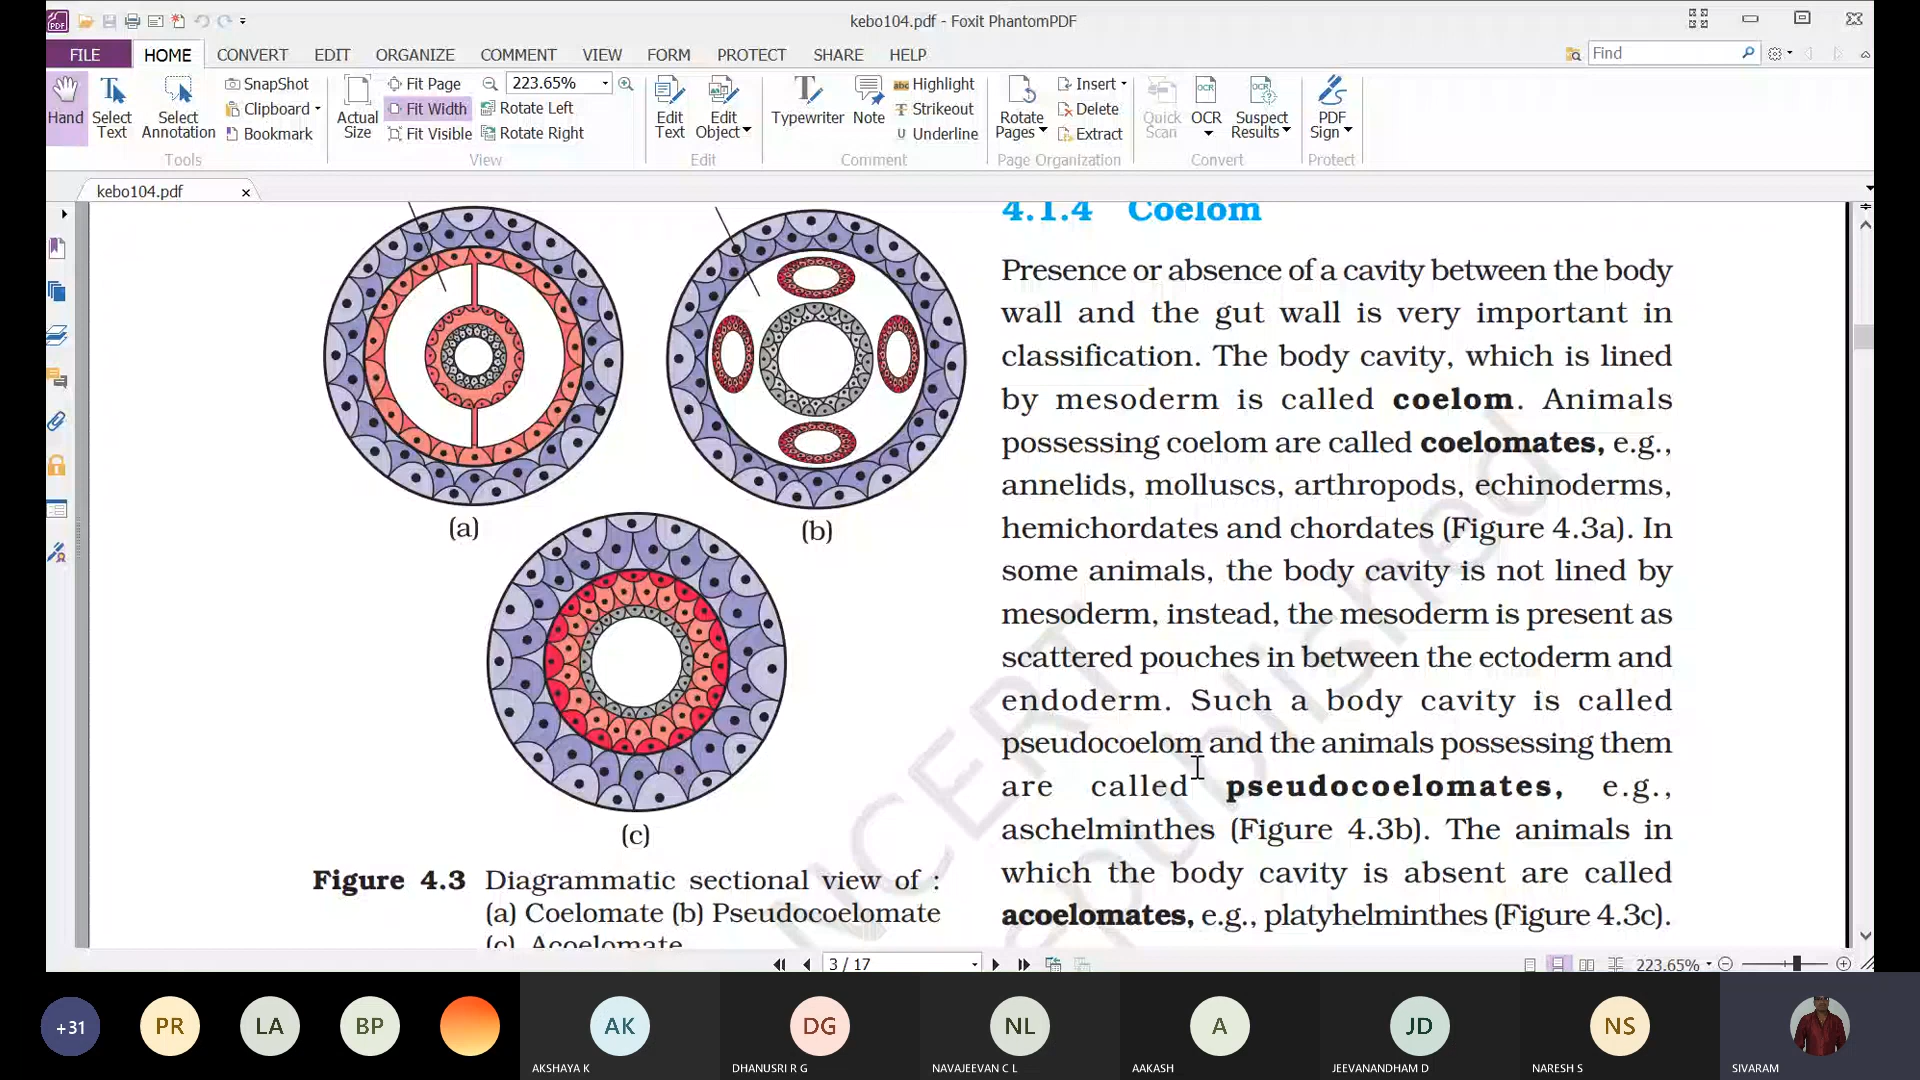 kebo104.pdf - Foxit PhantomPDF
FILE HOME CONVERT EDIT ORGANIZE COMMENT VIEW FORM PROTECT SHARE HELP
Find
Hand
Select Text
Select Annotation
SnapShot
Clipboard
Bookmark
Tools
Actual Size
Fit Page
Fit Width
Fit Visible
223.65%
Rotate Left
Rotate Right
View
Edit Text
Edit Object
Edit
Typewriter
Note
Highlight
Strikeout
Underline
Comment
Rotate Pages
Insert
Delete
Extract
Page Organization
Quick Scan
OCR
Suspect Results
Convert
PDF Sign
Protect
kebo104.pdf
(a)
(b)
(c)
Figure 4.3 Diagrammatic sectional view of :
(a) Coelomate (b) Pseudocoelomate
(c) Acoelomate
4.1.4 Coelom
Presence or absence of a cavity between the body
wall and the gut wall is very important in
classification. The body cavity, which is lined
by mesoderm is called coelom. Animals
possessing coelom are called coelomates, e.g.,
annelids, molluscs, arthropods, echinoderms,
hemichordates and chordates (Figure 4.3a). In
some animals, the body cavity is not lined by
mesoderm, instead, the mesoderm is present as
scattered pouches in between the ectoderm and
endoderm. Such a body cavity is called
pseudocoelom and the animals possessing them
are called pseudocoelomates, e.g.,
aschelminthes (Figure 4.3b). The animals in
which the body cavity is absent are called
acoelomates, e.g., platyhelminthes (Figure 4.3c).
NCERT
republished
3 / 17
223.65%
+31
PR
LA
BP
AK
AKSHAYA K
DG
DHANUSRI R G
NL
NAVAJEEVAN C L
A
AAKASH
JD
JEEVANANDHAM D
NS
NARESH S
SIVARAM